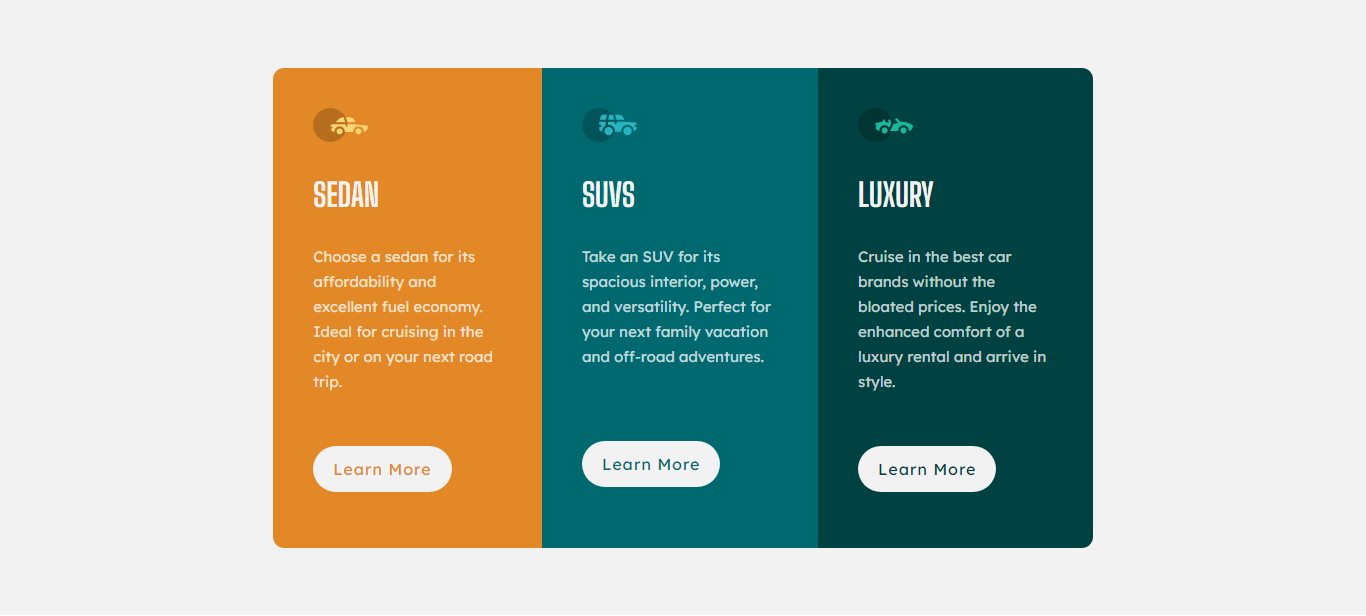 SEDAN
Choose a sedan for its
affordability and
excellent fuel economy.
Ideal for cruising in the
city or on your next road
trip.
Learn More
SUVS
Take an SUV for its
spacious interior, power,
and versatility. Perfect for
your next family vacation
and off-road adventures.
Learn More
LUXURY
Cruise in the best car
brands without the
bloated prices. Enjoy the
enhanced comfort of a
luxury rental and arrive in
style.
Learn More